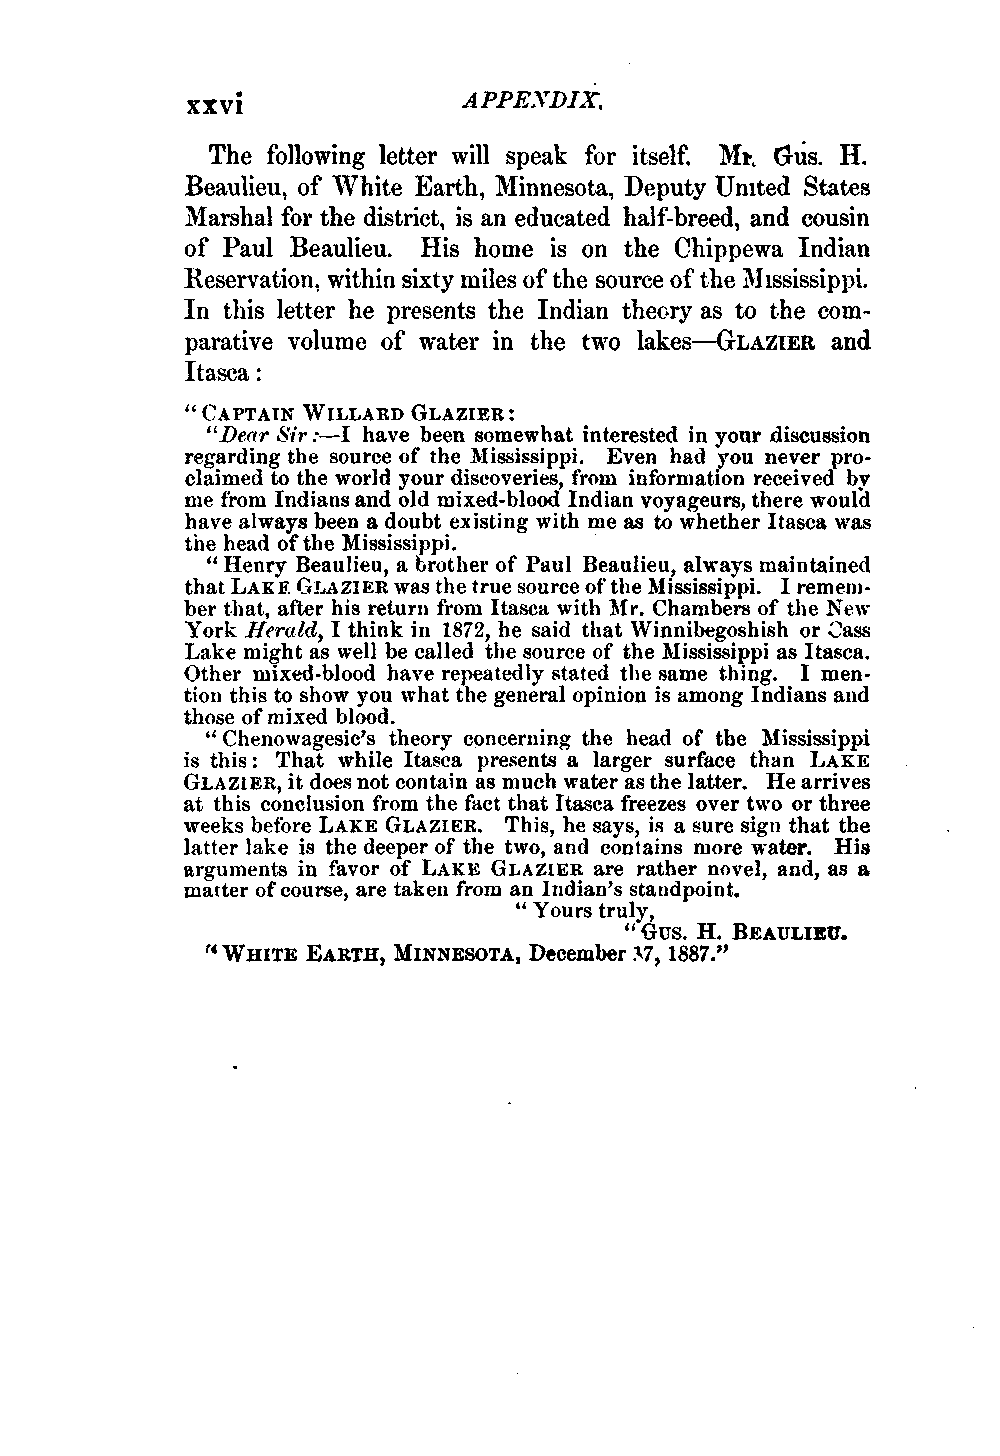 xxvi APPENDIX.
The following letter will speak for itself. Mr. Gus. H.
Beaulieu, of White Earth, Minnesota, Deputy United States
Marshal for the district, is an educated half-breed, and cousin
of Paul Beaulieu. His home is on the Chippewa Indian
Reservation, within sixty miles of the source of the Mississippi.
In this letter he presents the Indian theory as to the com-
parative volume of water in the two lakes—GLAZIER and
Itasca:
"CAPTAIN WILLARD GLAZIER:
"Dear Sir:—I have been somewhat interested in your discussion
regarding the source of the Mississippi. Even had you never pro-
claimed to the world your discoveries, from information received by
me from Indians and old mixed-blood Indian voyageurs, there would
have always been a doubt existing with me as to whether Itasca was
the head of the Mississippi.
"Henry Beaulieu, a brother of Paul Beaulieu, always maintained
that LAKE GLAZIER was the true source of the Mississippi. I remem-
ber that, after his return from Itasca with Mr. Chambers of the New
York Herald, I think in 1872, he said that Winnibegoshish or Cass
Lake might as well be called the source of the Mississippi as Itasca.
Other mixed-blood have repeatedly stated the same thing. I men-
tion this to show you what the general opinion is among Indians and
those of mixed blood.
"Chenowagesic's theory concerning the head of the Mississippi
is this: That while Itasca presents a larger surface than LAKE
GLAZIER, it does not contain as much water as the latter. He arrives
at this conclusion from the fact that Itasca freezes over two or three
weeks before LAKE GLAZIER. This, he says, is a sure sign that the
latter lake is the deeper of the two, and contains more water. His
arguments in favor of LAKE GLAZIER are rather novel, and, as a
matter of course, are taken from an Indian's standpoint.
"Yours truly,
"GUS. H. BEAULIEU.
"WHITE EARTH, MINNESOTA, December 17, 1887."